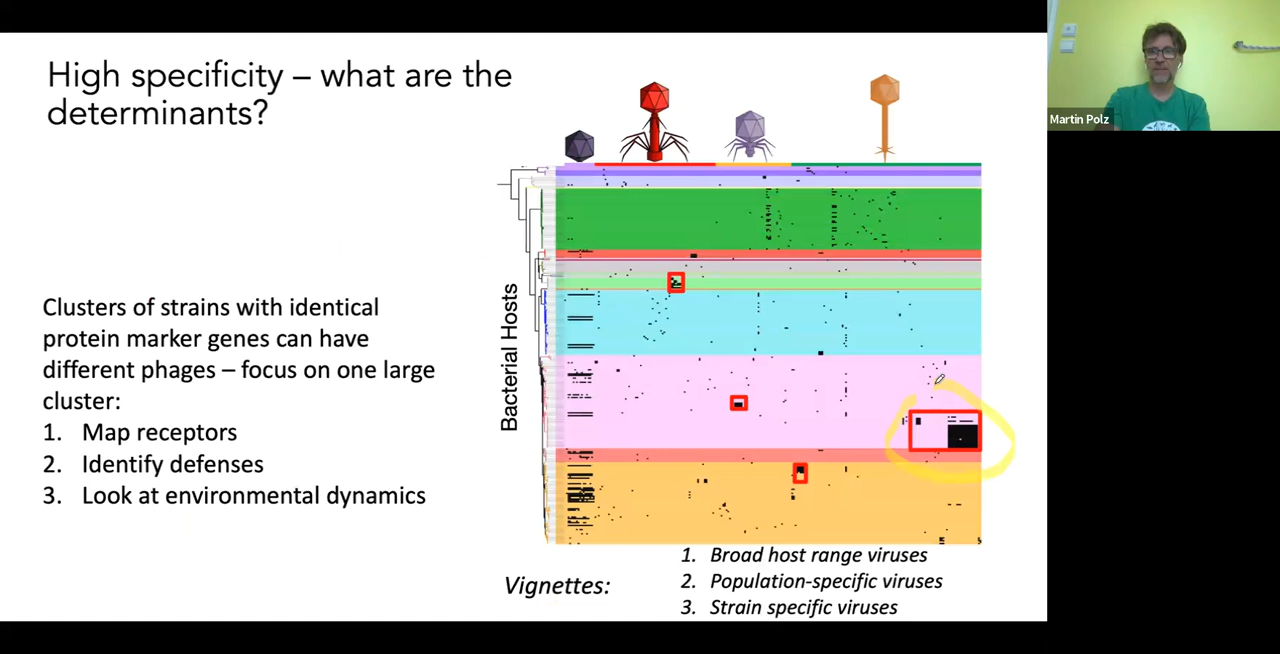 High specificity – what are the
determinants?
Martin Polz
Clusters of strains with identical
protein marker genes can have
different phages – focus on one large
cluster:
1. Map receptors
2. Identify defenses
3. Look at environmental dynamics
Bacterial Hosts
Vignettes:
1. Broad host range viruses
2. Population-specific viruses
3. Strain specific viruses